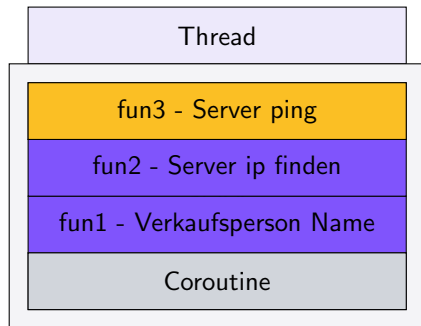 Thread
fun3 - Server ping
fun2 - Server ip finden
fun1 - Verkaufsperson Name
Coroutine